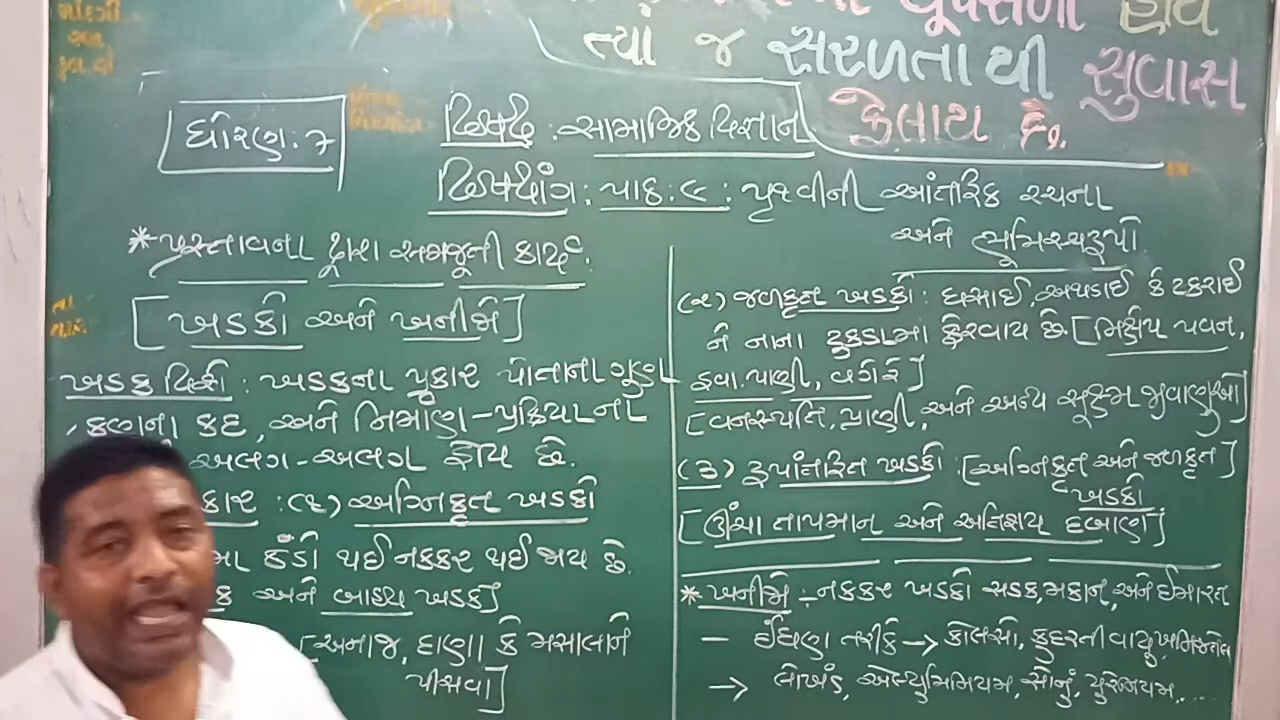 ત્યાં જ સરળતાથી સુવાસ
ફેલાય છે.
ધોરણ: ૭
વિષય: સામાજિક વિજ્ઞાન
વિષયાંગ: પાઠ: ૯: પૃથ્વીની આંતરિક રચના
અને ભૂમિસ્વરૂપો.
*પ્રસ્તાવના દ્વારા સમજૂતી કાર્ય.
[ખડકો અને ખનીજો]
ખડક વિશે: ખડકના પ્રકાર પોતાના ગુણ
, કણના કદ, અને નિર્માણ-પ્રક્રિયાના
અલગ-અલગ હોય છે.
કાર: (૧) અગ્નિકૃત ખડકો
મા ઠંડો થઈ નક્કર થઈ જાય છે.
ક અને બાહ્ય ખડક]
[અનાજ, દાણા કે મસાલાને
પીસવા]
(૨) જળકૃત ખડકો: ઘસાઈ, અથડાઈ કે ટકરાઈ
ને નાના ટુકડામા ફેરવાય છે [નિક્ષેપ પવન,
હવા, પાણી, વગેરે]
[વનસ્પતિ, પ્રાણી, અને અન્ય સૂક્ષ્મ જીવાણુઓ]
(૩) રૂપાંતરિત ખડકો: [અગ્નિકૃત અને જળકૃત]
ખડકો
[ઊંચા તાપમાન અને અતિશય દબાણ]
*ખનીજો:- નક્કર ખડકો સડક, મકાન, અને ઈમારત
- ઈંધણ તરીકે → કોલસો, કુદરતી વાયુ, ખનિજતેલ
→ લોખંડ, એલ્યુમિનિયમ, સોનું, યુરેનિયમ,....